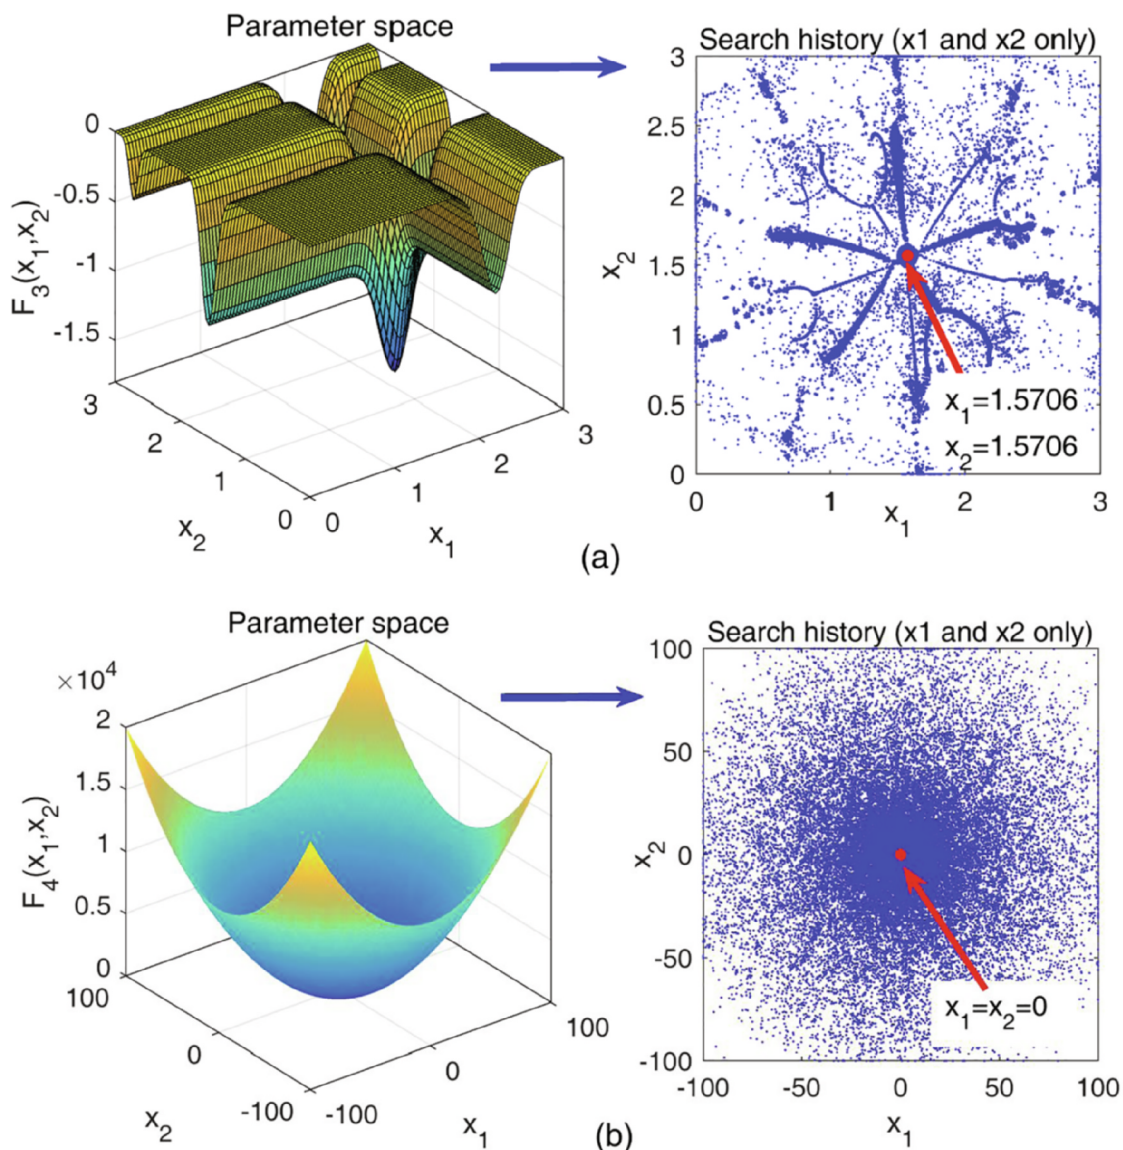 Parameter space
Search history (x1 and x2 only)
0
-0.5
-1
-1.5
F3(x1,x2)
3
2
1
0
x2
0
1
2
3
x1
3
2.5
2
1.5
1
0.5
0
x2
x1=1.5706
x2=1.5706
0
1
2
3
x1
(a)
Parameter space
Search history (x1 and x2 only)
×10^4
2
1.5
1
0.5
0
F4(x1,x2)
100
0
-100
x2
-100
0
100
x1
100
50
0
-50
-100
x2
x1=x2=0
-100
-50
0
50
100
x1
(b)